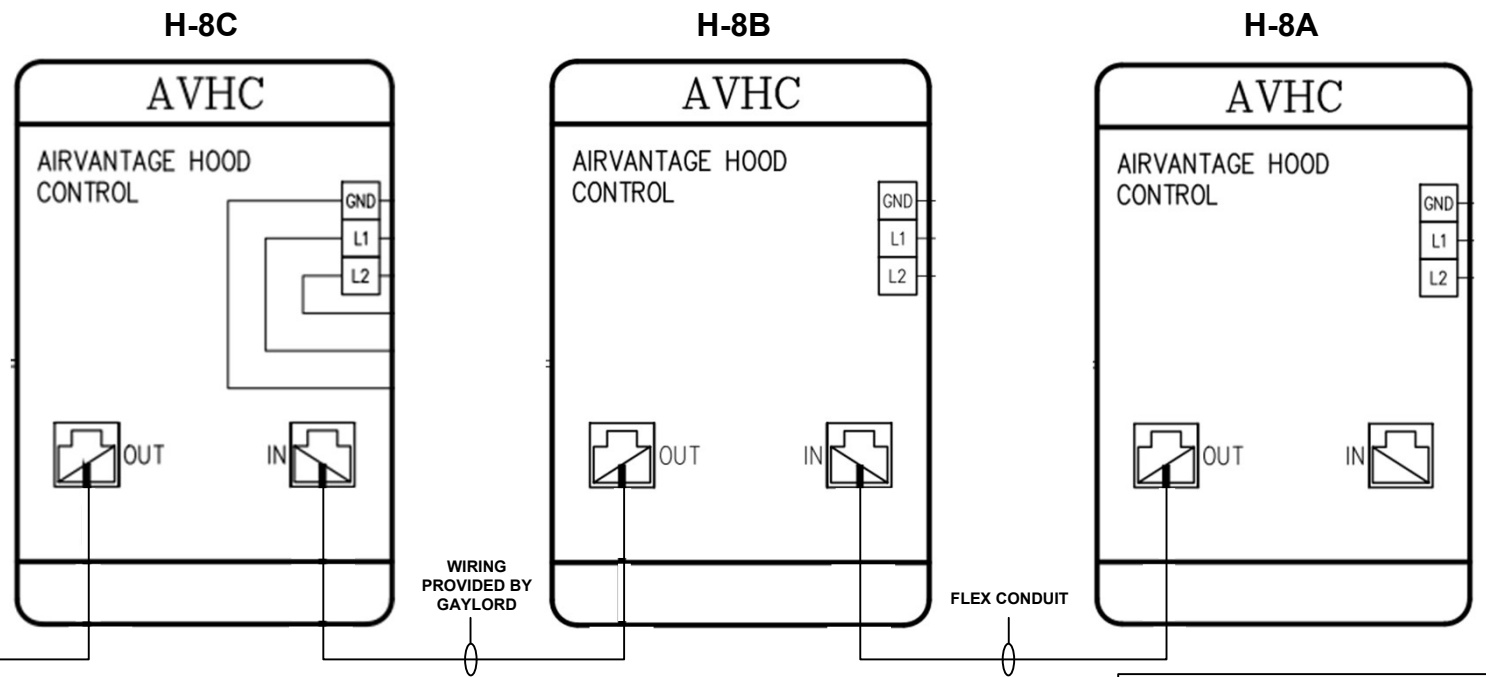 H-8C
H-8B
H-8A
AVHC
AVHC
AVHC
AIRVANTAGE HOOD
CONTROL
GND
L1
L2
AIRVANTAGE HOOD
CONTROL
GND
L1
L2
AIRVANTAGE HOOD
CONTROL
GND
L1
L2
OUT
IN
OUT
IN
OUT
IN
WIRING
PROVIDED BY
GAYLORD
FLEX CONDUIT